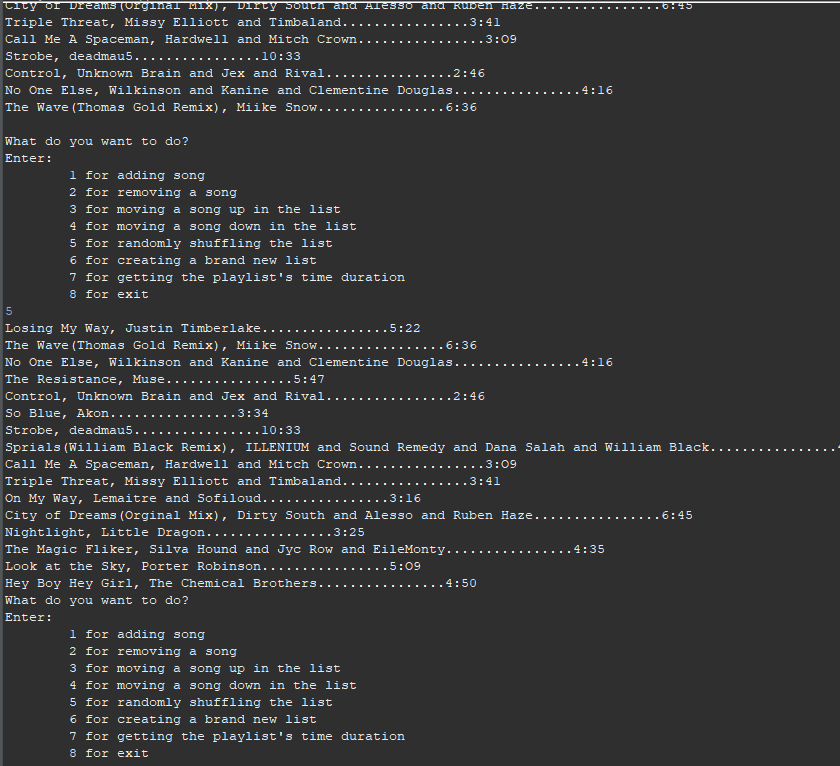 City of Dreams(Orginal Mix), Dirty South and Alesso and Ruben Haze................6:45
Triple Threat, Missy Elliott and Timbaland................3:41
Call Me A Spaceman, Hardwell and Mitch Crown................3:09
Strobe, deadmau5................10:33
Control, Unknown Brain and Jex and Rival................2:46
No One Else, Wilkinson and Kanine and Clementine Douglas................4:16
The Wave(Thomas Gold Remix), Miike Snow................6:36
What do you want to do?
Enter:
1 for adding song
2 for removing a song
3 for moving a song up in the list
4 for moving a song down in the list
5 for randomly shuffling the list
6 for creating a brand new list
7 for getting the playlist's time duration
8 for exit
5
Losing My Way, Justin Timberlake................5:22
The Wave(Thomas Gold Remix), Miike Snow................6:36
No One Else, Wilkinson and Kanine and Clementine Douglas................4:16
The Resistance, Muse................5:47
Control, Unknown Brain and Jex and Rival................2:46
So Blue, Akon................3:34
Strobe, deadmau5................10:33
Sprials(William Black Remix), ILLENIUM and Sound Remedy and Dana Salah and William Black................
Call Me A Spaceman, Hardwell and Mitch Crown................3:09
Triple Threat, Missy Elliott and Timbaland................3:41
On My Way, Lemaitre and Sofiloud................3:16
City of Dreams(Orginal Mix), Dirty South and Alesso and Ruben Haze................6:45
Nightlight, Little Dragon................3:25
The Magic Fliker, Silva Hound and Jyc Row and EileMonty................4:35
Look at the Sky, Porter Robinson................5:09
Hey Boy Hey Girl, The Chemical Brothers................4:50
What do you want to do?
Enter:
1 for adding song
2 for removing a song
3 for moving a song up in the list
4 for moving a song down in the list
5 for randomly shuffling the list
6 for creating a brand new list
7 for getting the playlist's time duration
8 for exit